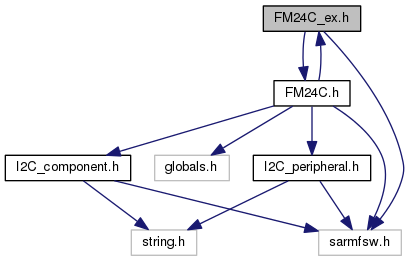 FM24C_ex.h
FM24C.h
I2C_component.h
globals.h
I2C_peripheral.h
string.h
sarmfsw.h